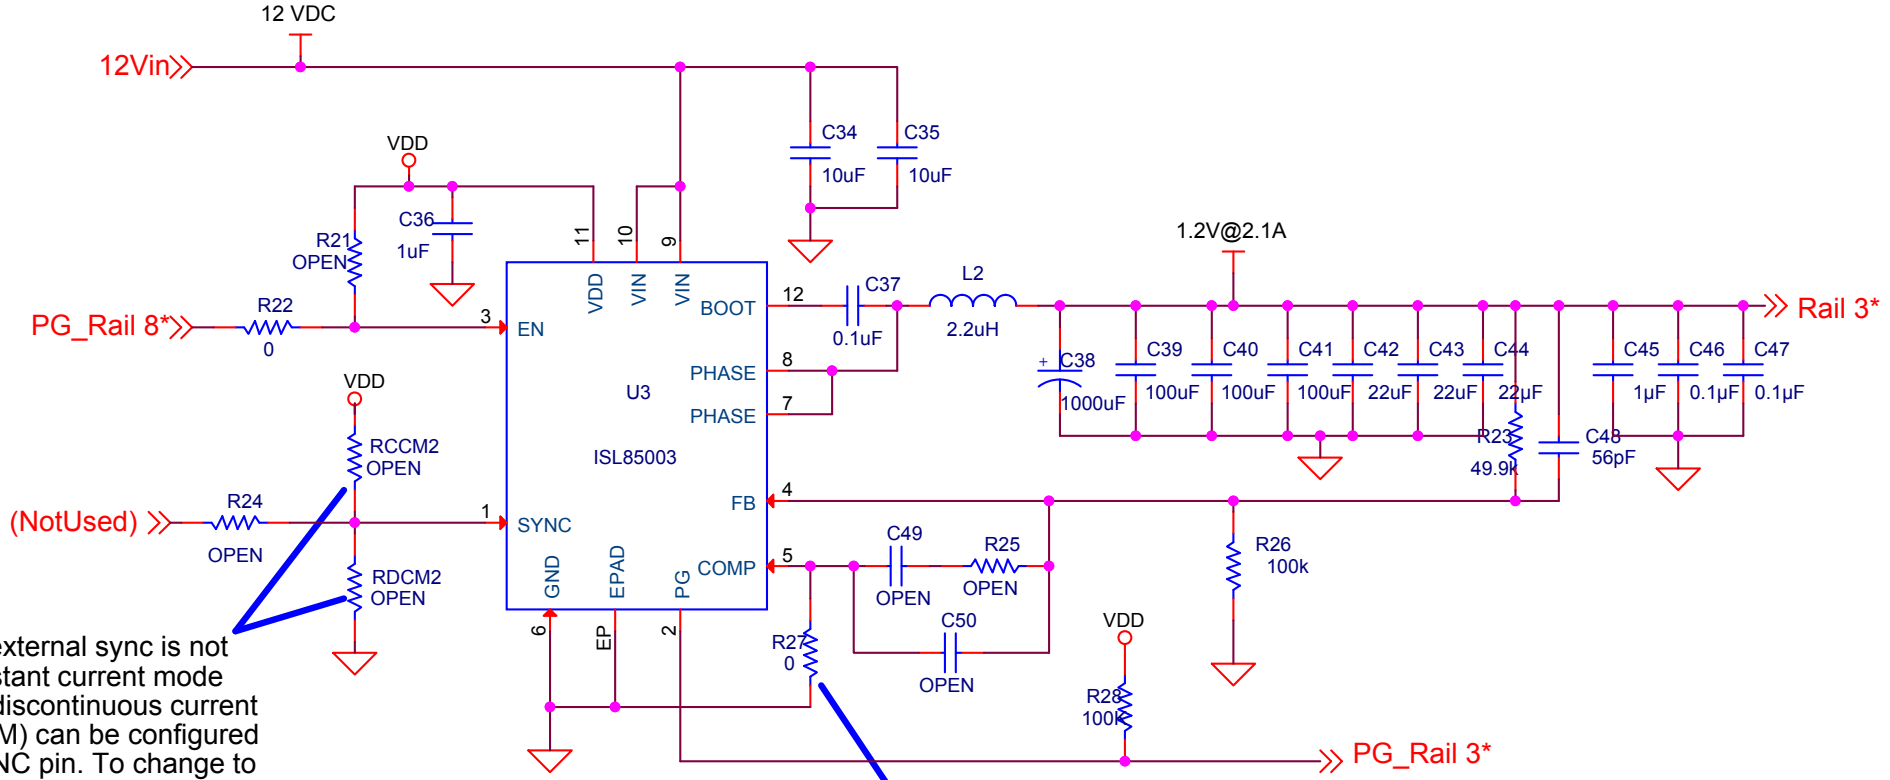 12 VDC
12Vin
VDD
C34
10uF
C35
10uF
C36
1uF
R21
OPEN
11
10
9
VDD
VIN
VIN
1.2V@2.1A
R22
0
PG_Rail 8*
3
EN
BOOT
12
C37
0.1uF
L2
2.2uH
Rail 3*
PHASE
8
PHASE
7
U3
ISL85003
C38
+
1000uF
C39
100uF
C40
100uF
C41
100uF
C42
22uF
C43
22uF
C44
22µF
C45
1µF
C46
0.1µF
C47
0.1µF
R23
49.9k
C48
56pF
VDD
RCCM2
OPEN
(NotUsed)
R24
OPEN
1
SYNC
FB
4
RDCM2
OPEN
COMP
5
C49
OPEN
R25
OPEN
R26
100k
C50
OPEN
GND
EPAD
PG
6
EP
2
R27
0
VDD
R28
100k
PG_Rail 3*
external sync is not
stant current mode
discontinuous current
M) can be configured
NC pin. To change to